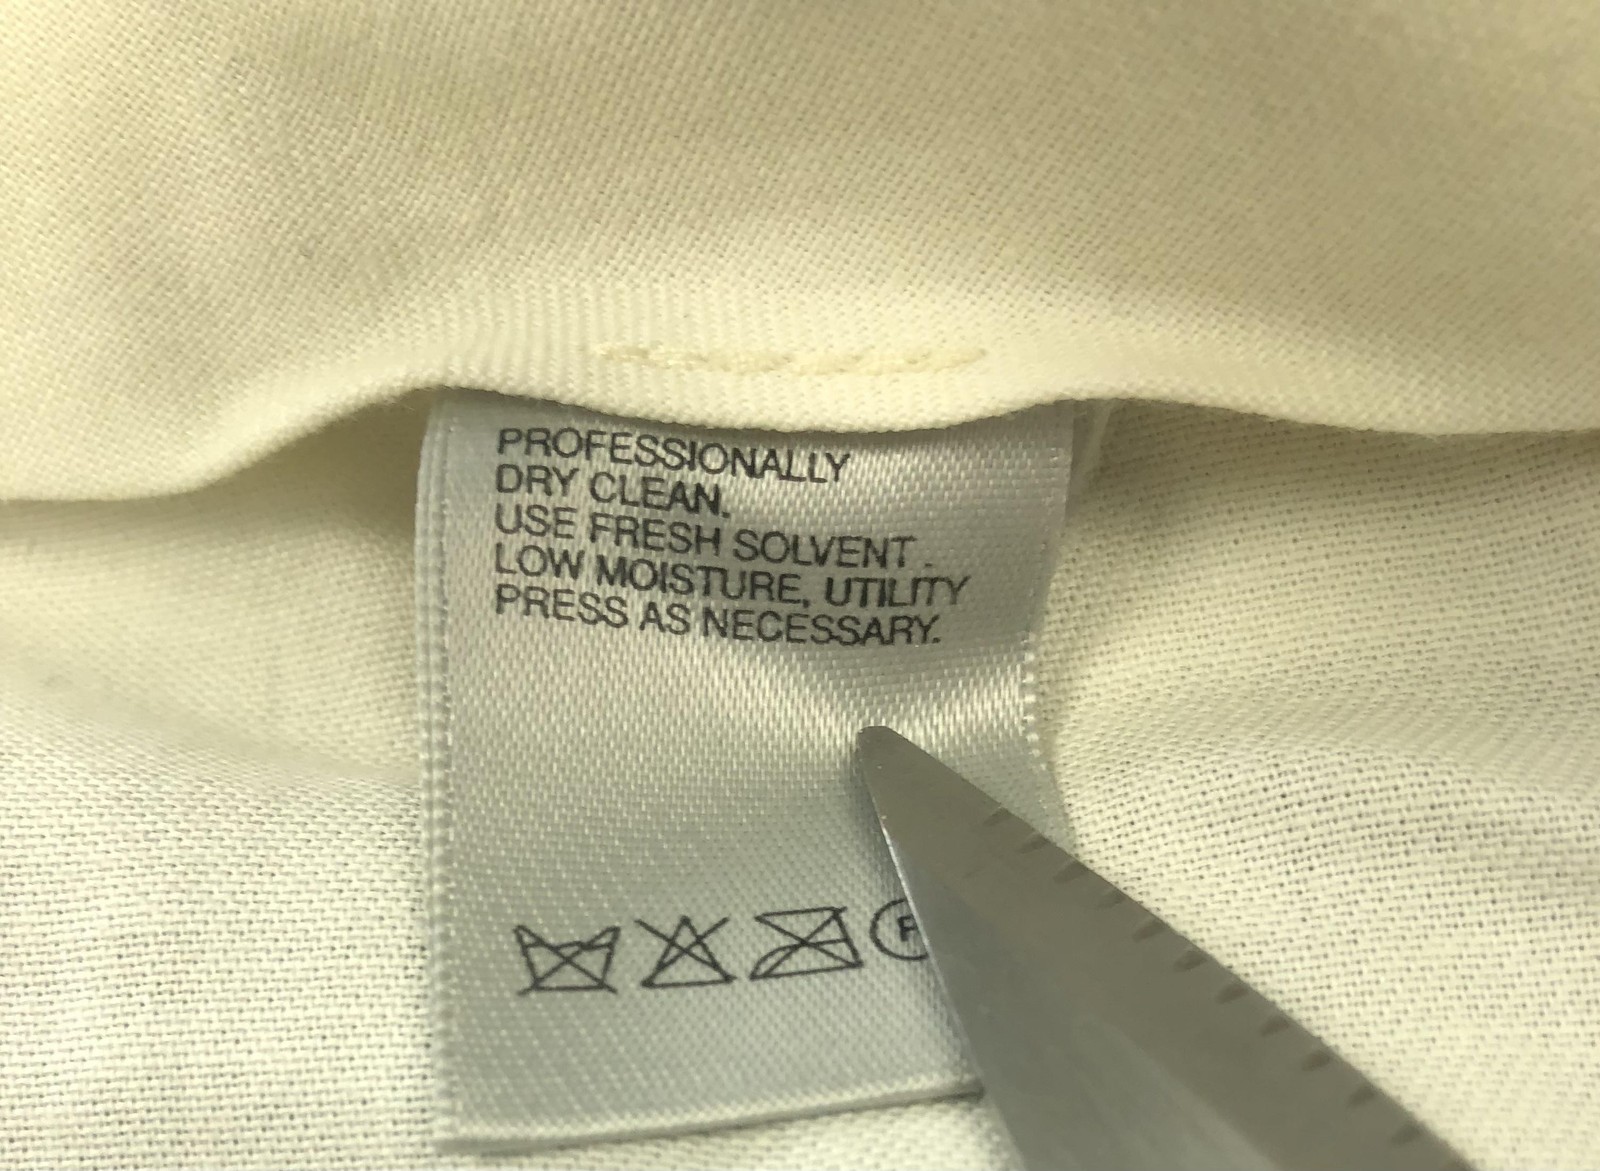 PROFESSIONALLY
DRY CLEAN.
USE FRESH SOLVENT.
LOW MOISTURE, UTILITY
PRESS AS NECESSARY.